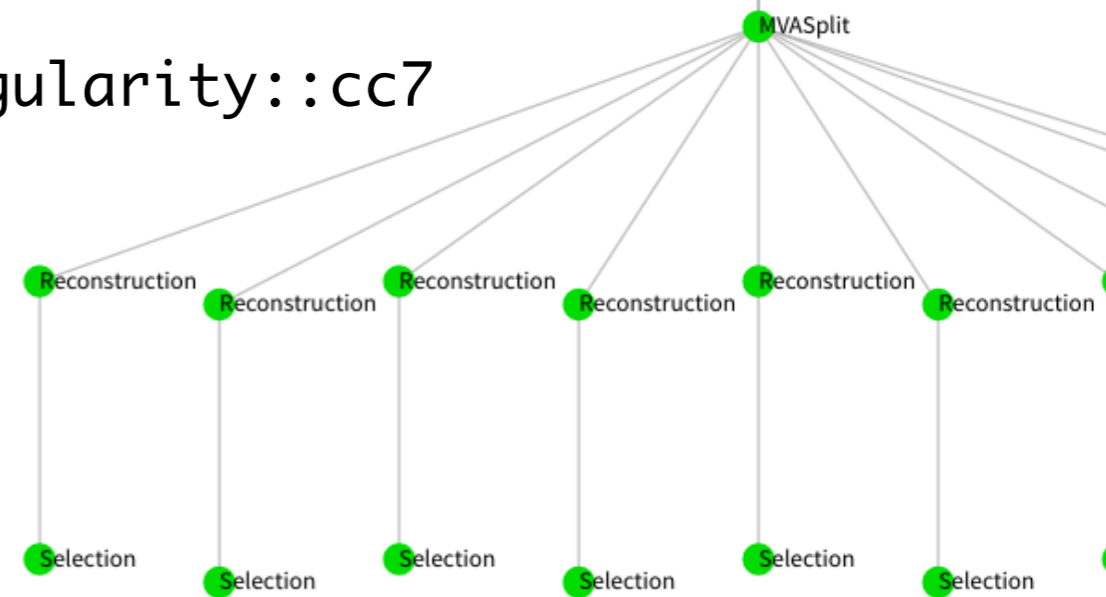 MVASplit
gularity::cc7
Reconstruction
Reconstruction
Reconstruction
Reconstruction
Reconstruction
Reconstruction
Selection
Selection
Selection
Selection
Selection
Selection